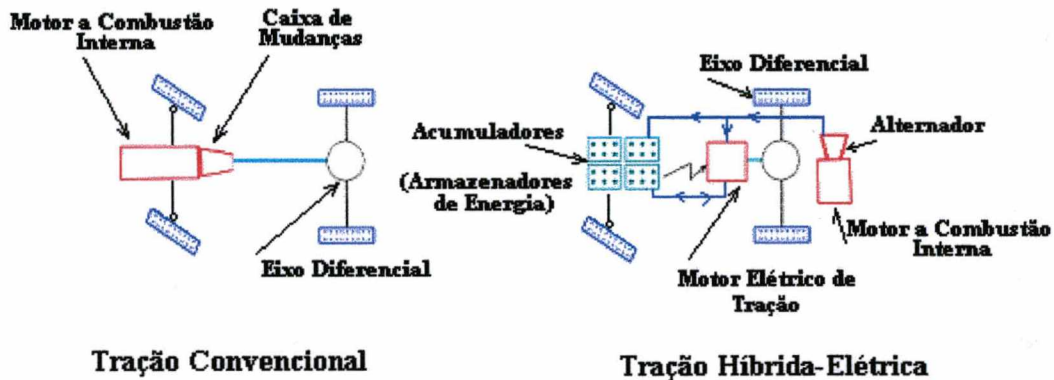 Motor a Combustão
Interna
Caixa de
Mudanças
Eixo Diferencial
Tração Convencional
Eixo Diferencial
Acumuladores
(Armazenadores
de Energia)
Alternador
Motor a Combustão
Interna
Motor Elétrico de
Tração
Tração Híbrida-Elétrica